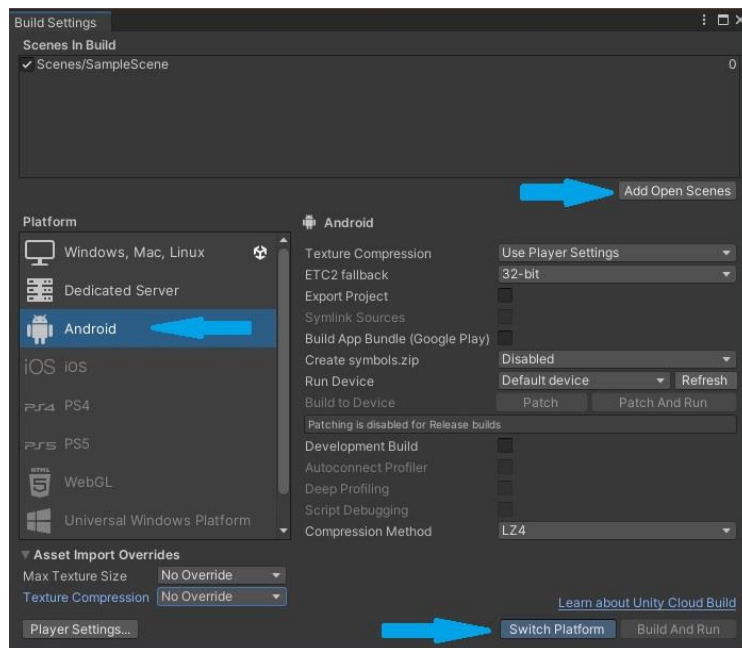 Build Settings
Scenes In Build
Scenes/SampleScene 0
Add Open Scenes
Platform
Windows, Mac, Linux
Dedicated Server
Android
iOS iOS
PS4 PS4
PS5 PS5
HTML 5 WebGL
Universal Windows Platform
Android
Texture Compression Use Player Settings
ETC2 fallback 32-bit
Export Project
Symlink Sources
Build App Bundle (Google Play)
Create symbols.zip Disabled
Run Device Default device Refresh
Build to Device Patch Patch And Run
Patching is disabled for Release builds
Development Build
Autoconnect Profiler
Deep Profiling
Script Debugging
Compression Method LZ4
Asset Import Overrides
Max Texture Size No Override
Texture Compression No Override
Learn about Unity Cloud Build
Player Settings... Switch Platform Build And Run